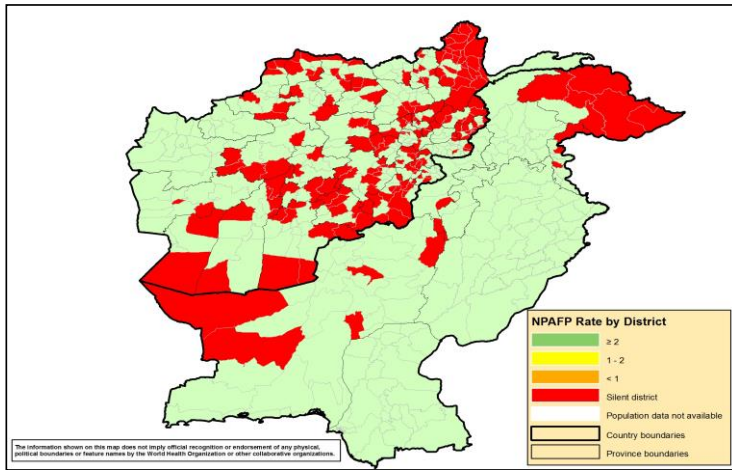 NPAFP Rate by District
≥ 2
1 - 2
< 1
Silent district
Population data not available
Country boundaries
Province boundaries
The information shown on this map does not imply official recognition or endorsement of any physical,
political boundaries or feature names by the World Health Organization or other collaborative organizations.